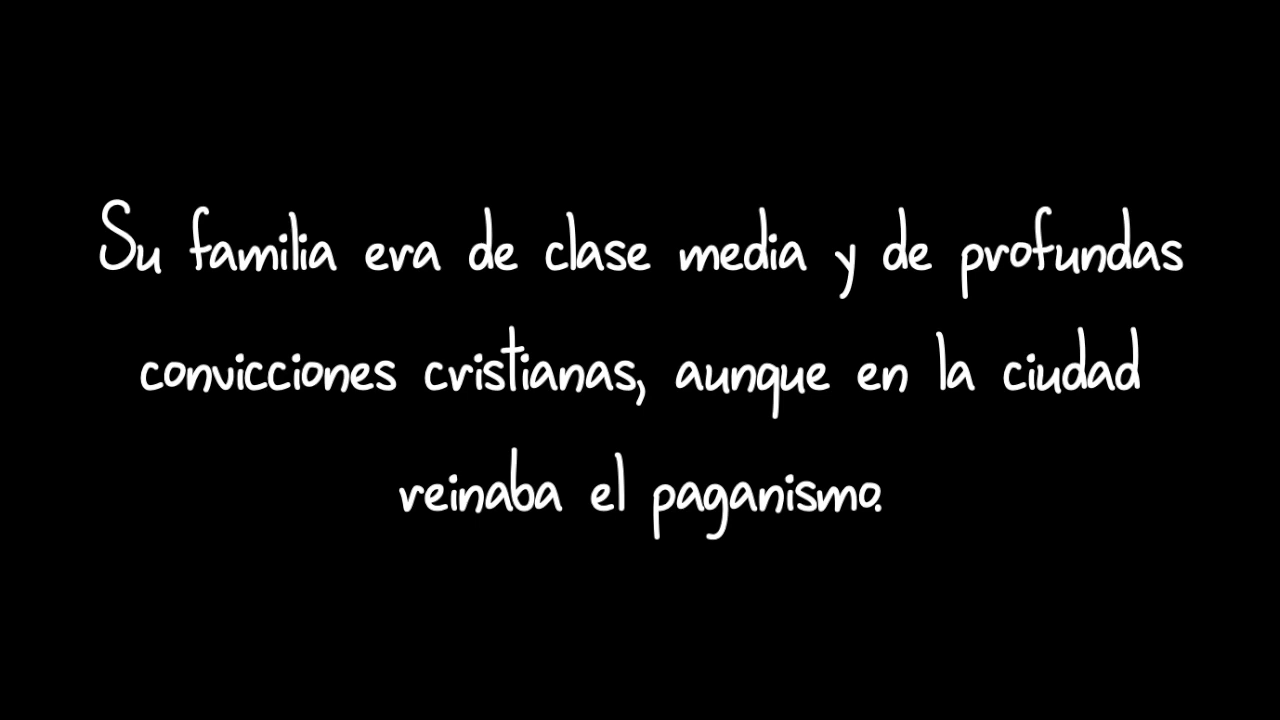 Su familia era de clase media y de profundas
convicciones cristianas, aunque en la ciudad
reinaba el paganismo.